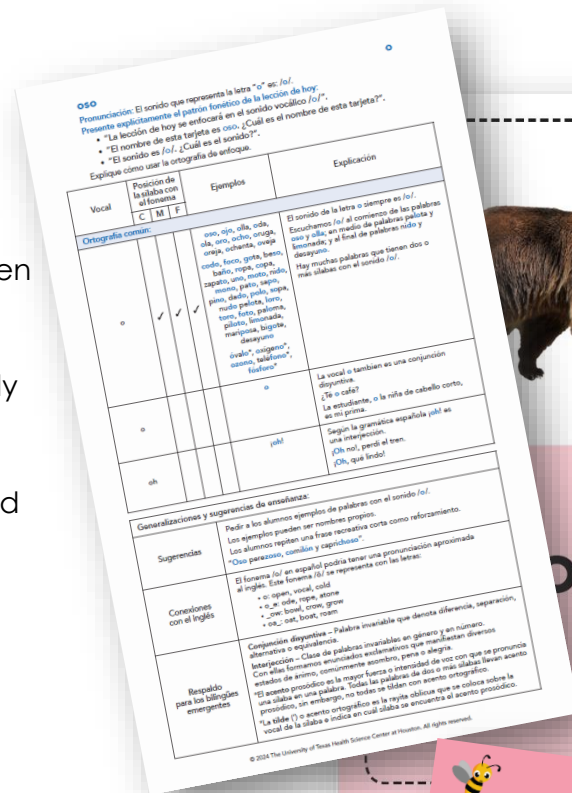 en
ly
d
o
oso
Pronunciación: El sonido que representa la letra "o" es: /o/.
Presente explícitamente el patrón fonético de la lección de hoy:
• "La lección de hoy se enfocará en el sonido vocálico /o/".
• "El nombre de esta tarjeta es oso. ¿Cuál es el nombre de esta tarjeta?".
• "El sonido es /o/. ¿Cuál es el sonido?".
Explique cómo usar la ortografía de enfoque.
Vocal
Posición de
la sílaba con
el fonema
C M F
Ejemplos
Explicación
Ortografía común:
o
✓ ✓ ✓
oso, ojo, olla, oda,
ola, oro, ocho, oruga,
oreja, ochenta, oveja
codo, foco, gota, beso,
baño, ropa, copa,
zapato, uno, moto, nido,
mono, pato, sapo,
pino, dedo, polo, sopa,
nudo pelota, loro,
toro, foto, paloma,
piloto, limonada,
mariposa, bigote,
desayuno
óvalo*, oxígeno*,
ozono, teléfono*,
fósforo*
El sonido de la letra o siempre es /o/.
Escuchamos /o/ al comienzo de las palabras
oso y olla; en medio de palabras pelota y
limonada; y al final de palabras nido y
desayuno.
Hay muchas palabras que tienen dos o
más sílabas con el sonido /o/.
o
o
La vocal o tambien es una conjunción
disyuntiva.
¿Té o café?
La estudiante, o la niña de cabello corto,
es mi prima.
oh
¡oh!
Según la gramática española ¡oh! es
una interjección.
¡Oh no!, perdí el tren.
¡Oh, qué lindo!
Generalizaciones y sugerencias de enseñanza:
Sugerencias
Pedir a los alumnos ejemplos de palabras con el sonido /o/.
Los ejemplos pueden ser nombres propios.
Los alumnos repiten una frase recreativa corta como reforzamiento.
"Oso perezoso, comilón y caprichoso".
Conexiones
con el inglés
El fonema /o/ en español podría tener una pronunciación aproximada
al inglés. Este fonema /ō/ se representa con las letras:
• o: open, vocal, cold
• o_e: ode, rope, stone
• _ow: bowl, crow, grow
• oa_: oat, boat, roam
Respaldo
para los bilingües
emergentes
Conjunción disyuntiva – Palabra invariable que denota diferencia, separación,
alternativa o equivalencia.
Interjección – Clase de palabras invariables en género y en número.
Con ellas formamos enunciados exclamativos que manifiestan diversos
estados de ánimo, comúnmente asombro, pena o alegría.
*El acento prosódico es la mayor fuerza o intensidad de voz con que se pronuncia
una sílaba en una palabra. Todas las palabras de dos o más sílabas llevan acento
prosódico, sin embargo, no todas se tildan con acento ortográfico.
*La tilde (´) o acento ortográfico es la rayita oblicua que se coloca sobre la
vocal de la sílaba e indica en cuál sílaba se encuentra el acento prosódico.
© 2024 The University of Texas Health Science Center at Houston. All rights reserved.